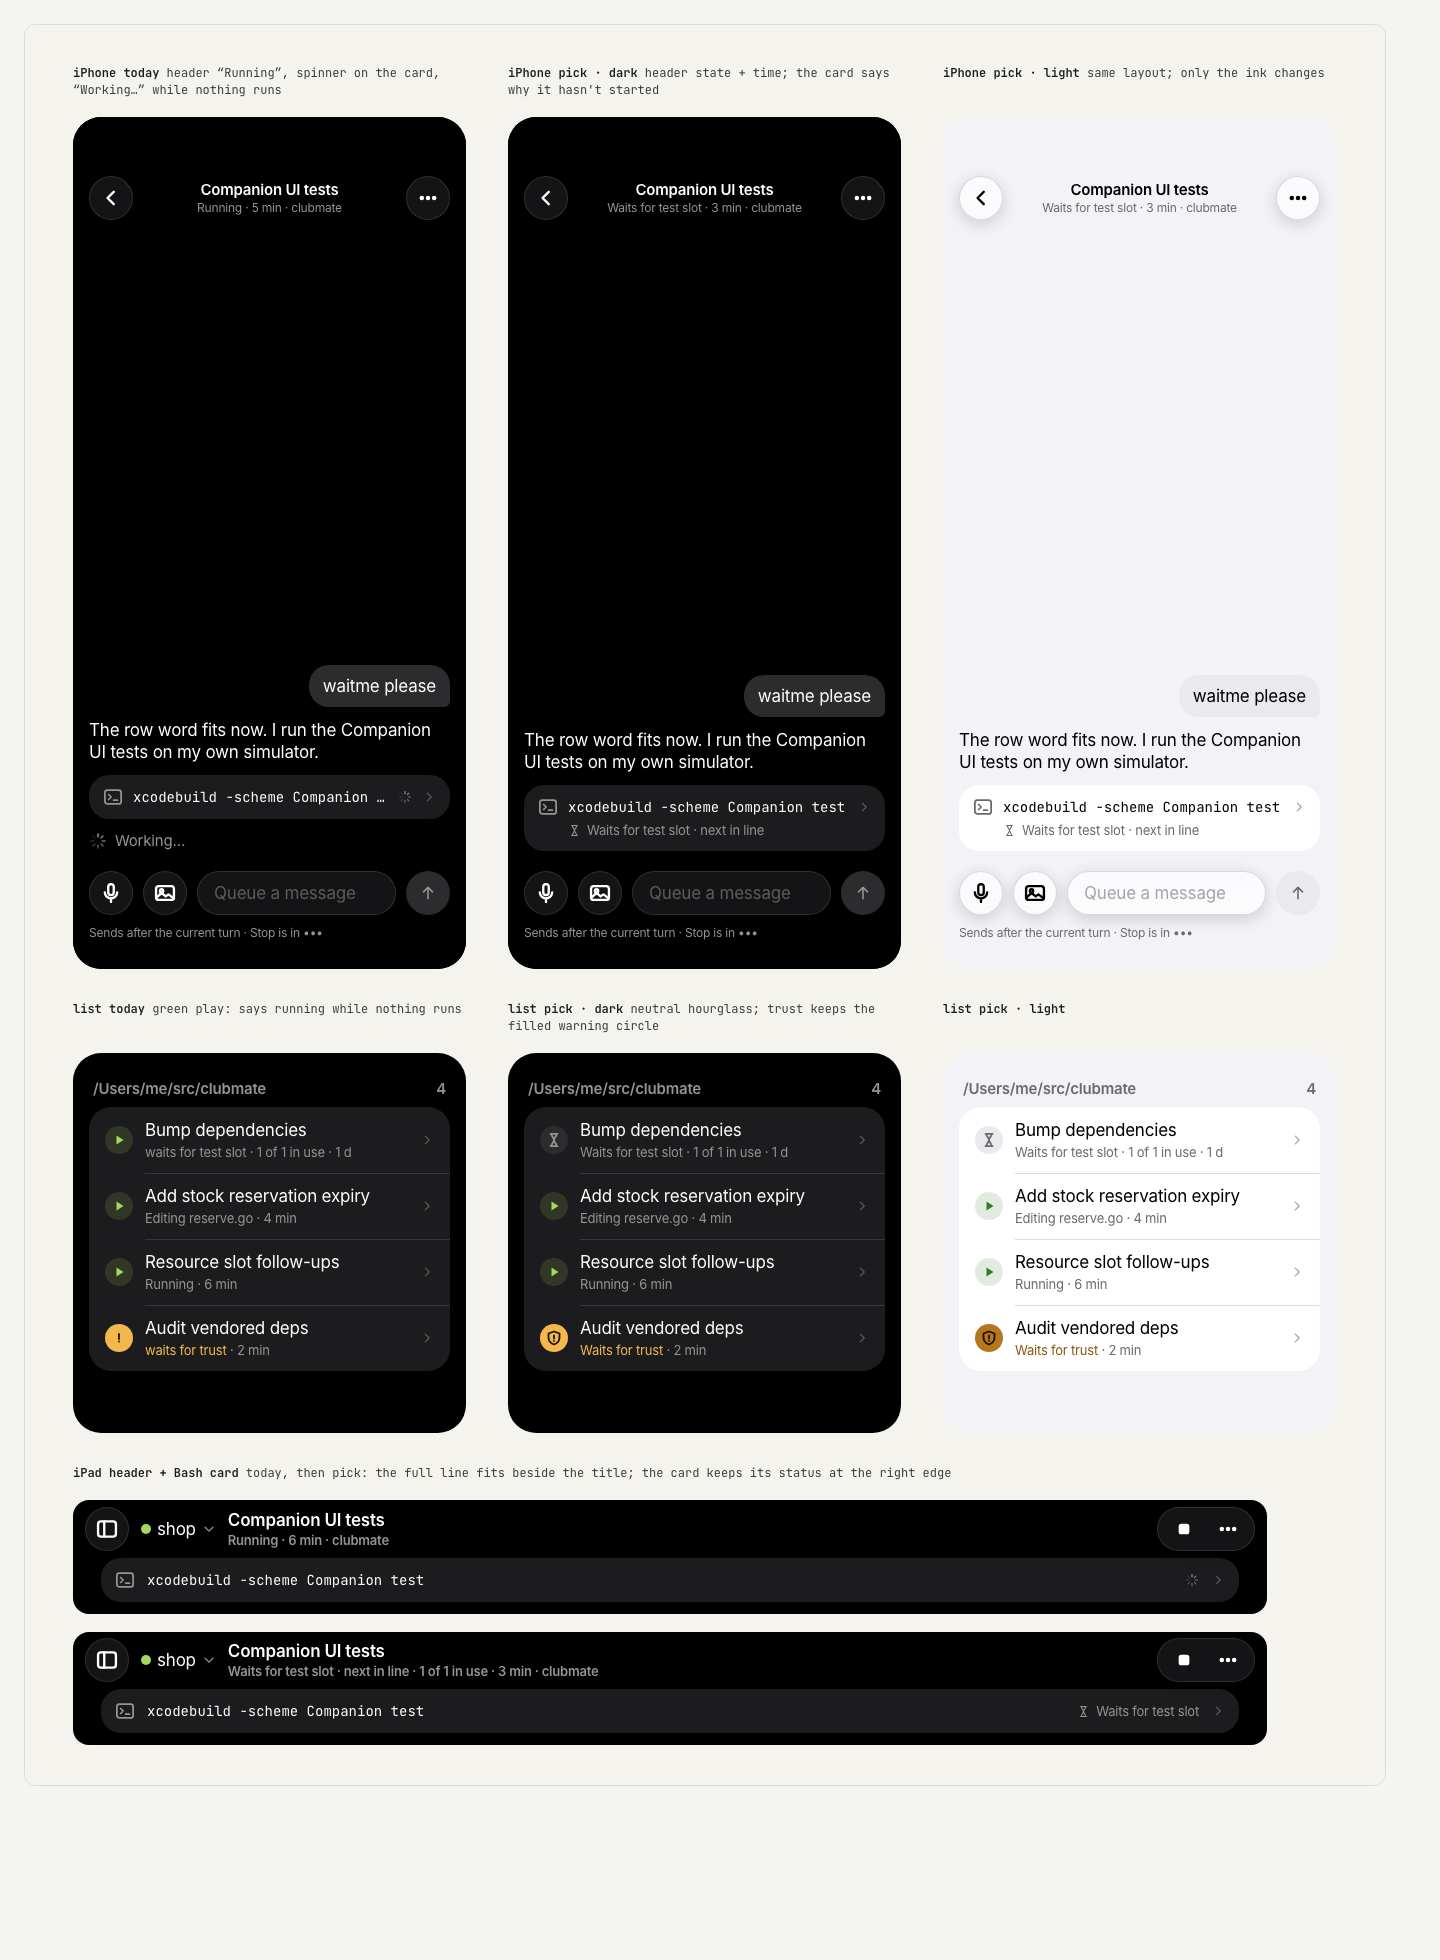 iPhone today header “Running”, spinner on the card,
“Working…” while nothing runs
iPhone pick · dark header state + time; the card says
why it hasn't started
iPhone pick · light same layout; only the ink changes
Companion UI tests
Running · 5 min · clubmate
waitme please
The row word fits now. I run the Companion
UI tests on my own simulator.
xcodebuild -scheme Companion …
Working…
Queue a message
Sends after the current turn · Stop is in •••
Companion UI tests
Waits for test slot · 3 min · clubmate
waitme please
The row word fits now. I run the Companion
UI tests on my own simulator.
xcodebuild -scheme Companion test
Waits for test slot · next in line
Queue a message
Sends after the current turn · Stop is in •••
Companion UI tests
Waits for test slot · 3 min · clubmate
waitme please
The row word fits now. I run the Companion
UI tests on my own simulator.
xcodebuild -scheme Companion test
Waits for test slot · next in line
Queue a message
Sends after the current turn · Stop is in •••
list today green play: says running while nothing runs
list pick · dark neutral hourglass; trust keeps the
filled warning circle
list pick · light
/Users/me/src/clubmate 4
Bump dependencies
waits for test slot · 1 of 1 in use · 1 d
Add stock reservation expiry
Editing reserve.go · 4 min
Resource slot follow-ups
Running · 6 min
Audit vendored deps
waits for trust · 2 min
/Users/me/src/clubmate 4
Bump dependencies
Waits for test slot · 1 of 1 in use · 1 d
Add stock reservation expiry
Editing reserve.go · 4 min
Resource slot follow-ups
Running · 6 min
Audit vendored deps
Waits for trust · 2 min
/Users/me/src/clubmate 4
Bump dependencies
Waits for test slot · 1 of 1 in use · 1 d
Add stock reservation expiry
Editing reserve.go · 4 min
Resource slot follow-ups
Running · 6 min
Audit vendored deps
Waits for trust · 2 min
iPad header + Bash card today, then pick: the full line fits beside the title; the card keeps its status at the right edge
shop
Companion UI tests
Running · 6 min · clubmate
xcodebuild -scheme Companion test
shop
Companion UI tests
Waits for test slot · next in line · 1 of 1 in use · 3 min · clubmate
xcodebuild -scheme Companion test
Waits for test slot